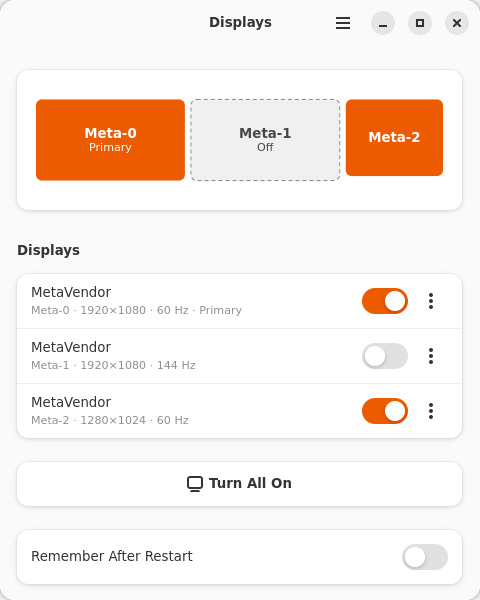 Displays
Meta-0
Primary
Meta-1
Off
Meta-2
Displays
MetaVendor
Meta-0 · 1920×1080 · 60 Hz · Primary
MetaVendor
Meta-1 · 1920×1080 · 144 Hz
MetaVendor
Meta-2 · 1280×1024 · 60 Hz
Turn All On
Remember After Restart